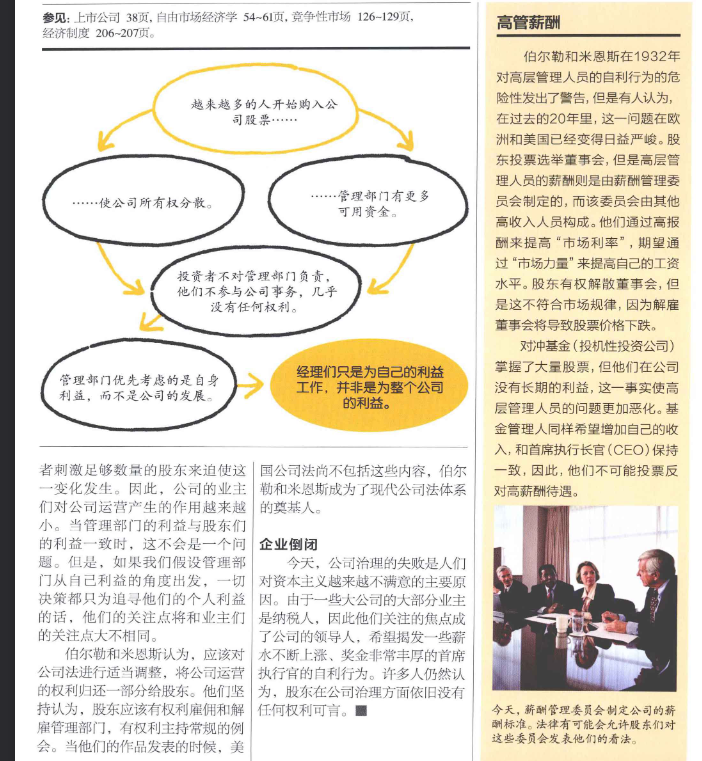 参见: 上市公司 38页, 自由市场经济学 54~61页, 竞争性市场 126~129页,
经济制度 206~207页。
越来越多的人开始购入公
司股票……
……使公司所有权分散。
……管理部门有更多
可用资金。
投资者不对管理部门负责,
他们不参与公司事务, 几乎
没有任何权利。
管理部门优先考虑的是自身
利益, 而不是公司的发展。
经理们只是为自己的利益
工作, 并非是为整个公司
的利益。
者刺激足够数量的股东来迫使这
一变化发生。因此, 公司的业主
们对公司运营产生的作用越来越
小。当管理部门的利益与股东们
的利益一致时, 这不会是一个问
题。但是, 如果我们假设管理部
门从自己利益的角度出发, 一切
决策都只为追寻他们的个人利益
的话, 他们的关注点将和业主们
的关注点大不相同。
伯尔勒和米恩斯认为, 应该对
公司法进行适当调整, 将公司运营
的权利归还一部分给股东。他们坚
持认为, 股东应该有权利雇佣和解
雇管理部门, 有权利主持常规的例
会。当他们的作品发表的时候, 美
国公司法尚不包括这些内容, 伯尔
勒和米恩斯成为了现代公司法体系
的奠基人。
企业倒闭
今天, 公司治理的失败是人们
对资本主义越来越不满意的主要原
因。由于一些大公司的大部分业主
是纳税人, 因此他们关注的焦点成
了公司的领导人, 希望揭发一些薪
水不断上涨、奖金非常丰厚的首席
执行官的自利行为。许多人仍然认
为, 股东在公司治理方面依旧没有
任何权利可言。■
高管薪酬
伯尔勒和米恩斯在1932年
对高层管理人员的自利行为的危
险性发出了警告, 但是有人认为,
在过去的20年里, 这一问题在欧
洲和美国已经变得日益严峻。股
东投票选举董事会, 但是高层管
理人员的薪酬则是由薪酬管理委
员会制定的, 而该委员会由其他
高收入人员构成。他们通过高报
酬来提高“市场利率”, 期望通
过“市场力量”来提高自己的工资
水平。股东有权解散董事会, 但
是这不符合市场规律, 因为解雇
董事会将导致股票价格下跌。
对冲基金(投机性投资公司)
掌握了大量股票, 但他们在公司
没有长期的利益, 这一事实使高
层管理人员的问题更加恶化。基
金管理人同样希望增加自己的收
入, 和首席执行长官(CEO)保持
一致, 因此, 他们不可能投票反
对高薪酬待遇。
今天, 薪酬管理委员会制定公司的薪
酬标准。法律有可能会允许股东们对
这些委员会发表他们的看法。